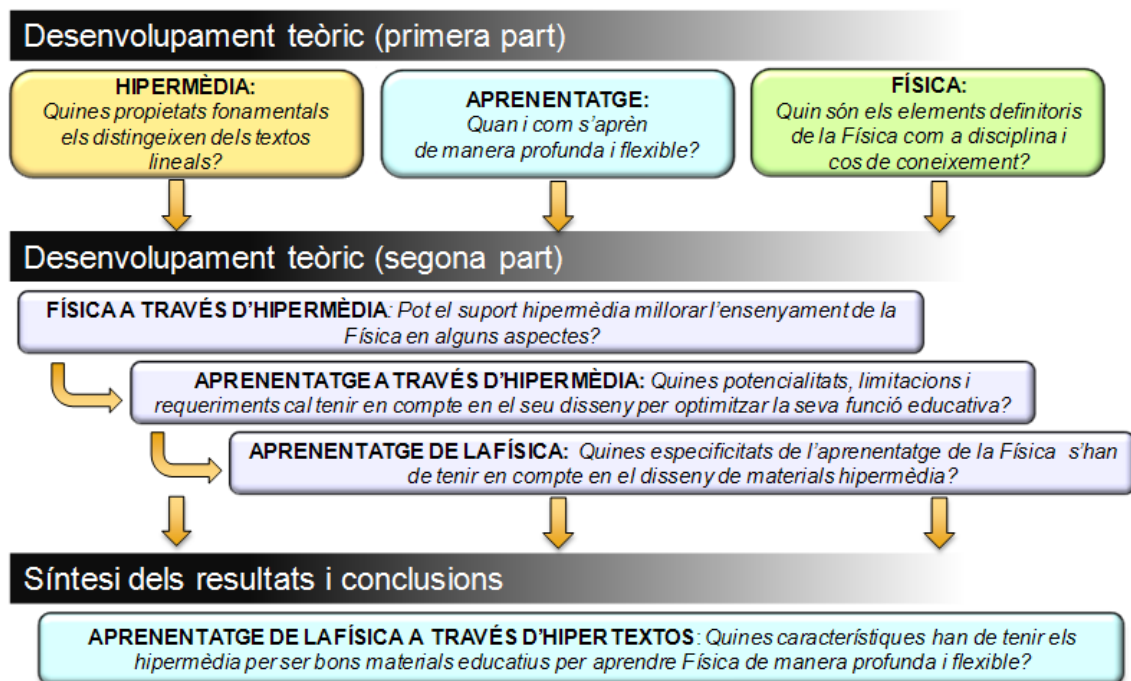 Desenvolupament teòric (primera part)
HIPERMÈDIA:
Quines propietats fonamentals
els distingeixen dels textos
lineals?
APRENENTATGE:
Quan i com s'aprèn
de manera profunda i flexible?
FÍSICA:
Quin són els elements definitoris
de la Física com a disciplina i
cos de coneixement?
Desenvolupament teòric (segona part)
FÍSICA A TRAVÉS D'HIPERMÈDIA: Pot el suport hipermèdia millorar l'ensenyament de la
Física en alguns aspectes?
APRENENTATGE A TRAVÉS D'HIPERMÈDIA: Quines potencialitats, limitacions i
requeriments cal tenir en compte en el seu disseny per optimitzar la seva funció educativa?
APRENENTATGE DE LA FÍSICA: Quines especificitats de l'aprenentatge de la Física s'han
de tenir en compte en el disseny de materials hipermèdia?
Síntesi dels resultats i conclusions
APRENENTATGE DE LA FÍSICA A TRAVÉS D'HIPERTEXTOS: Quines característiques han de tenir els
hipermèdia per ser bons materials educatius per aprendre Física de manera profunda i flexible?